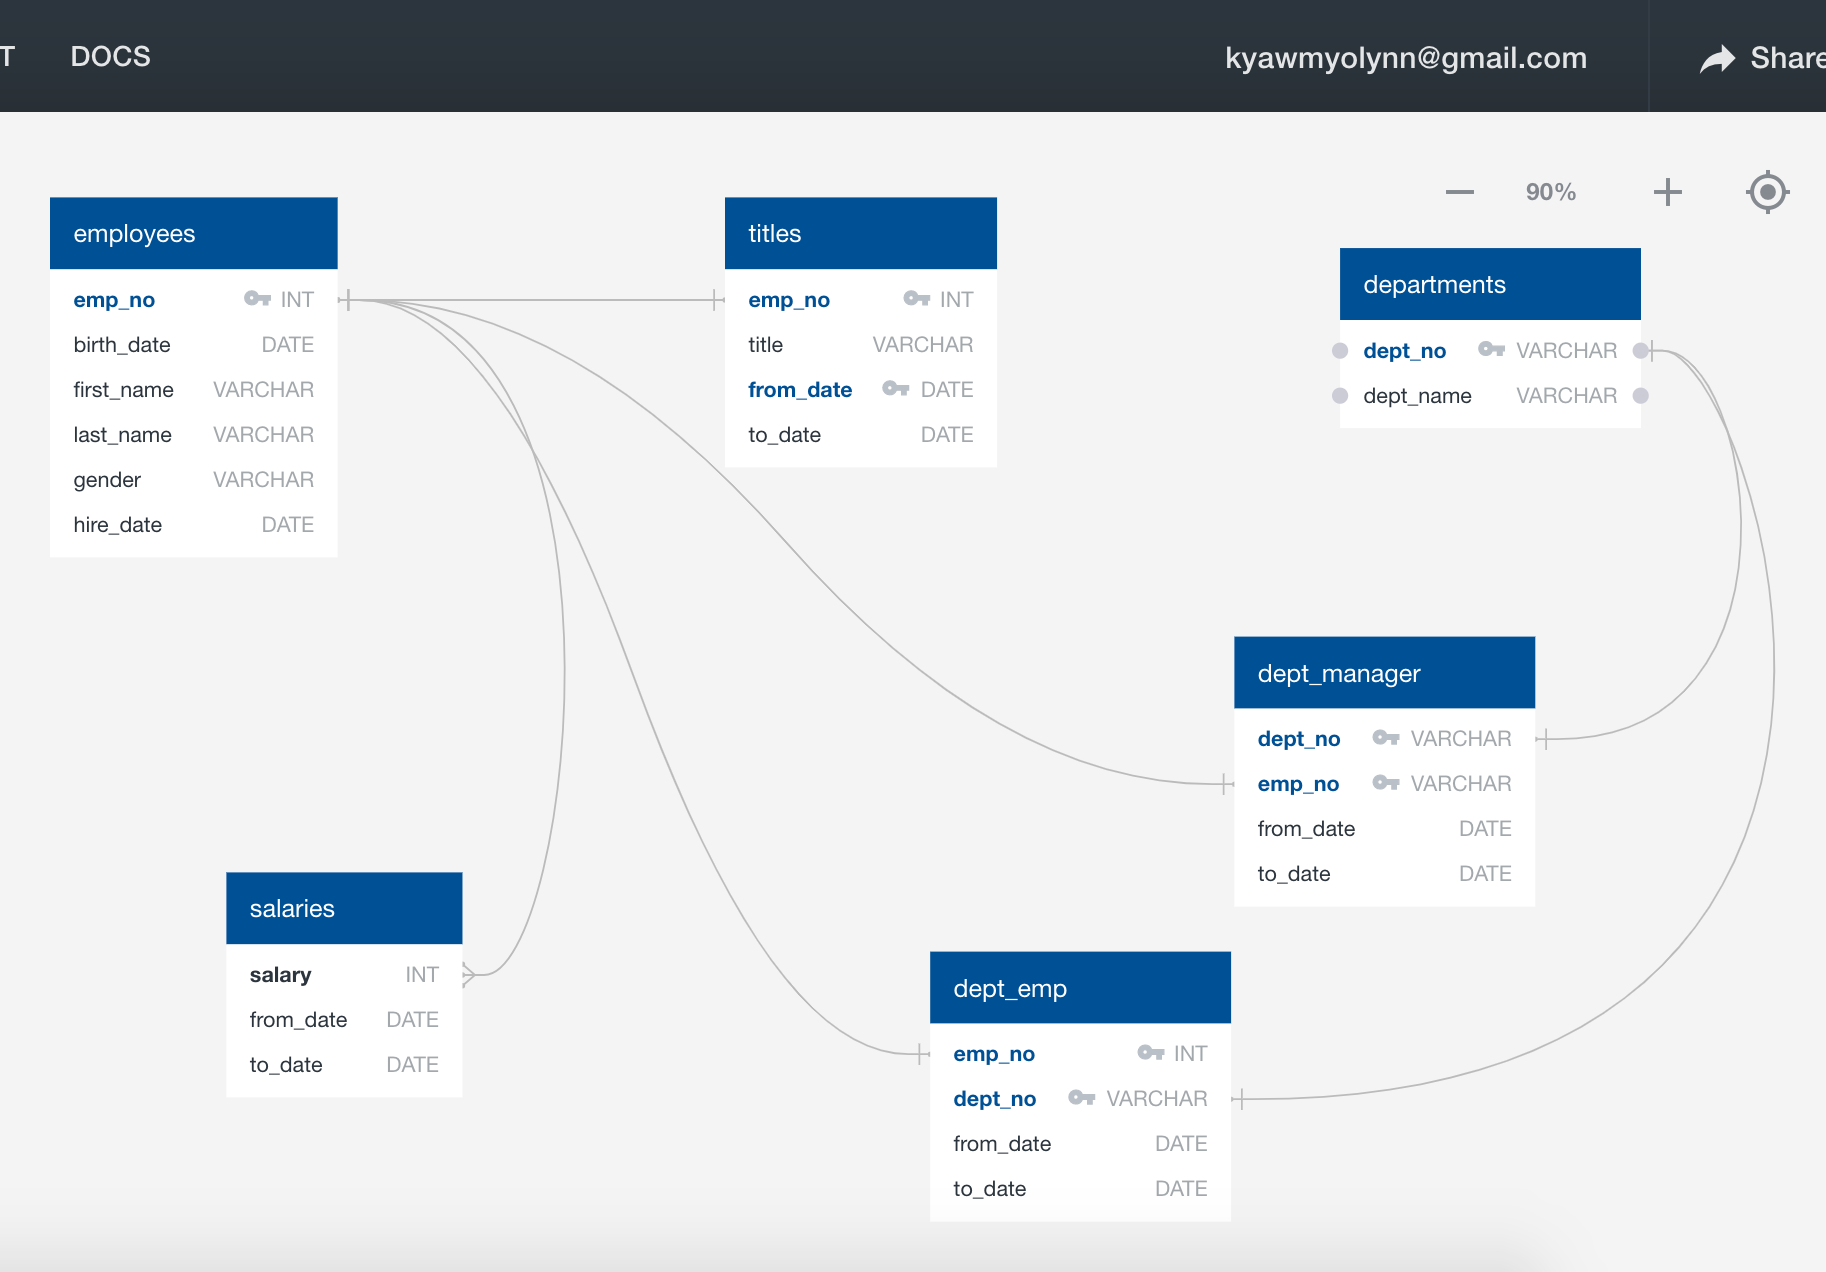 T DOCS kyawmyolynn@gmail.com Share
90%
employees
emp_no INT
birth_date DATE
first_name VARCHAR
last_name VARCHAR
gender VARCHAR
hire_date DATE
titles
emp_no INT
title VARCHAR
from_date DATE
to_date DATE
departments
dept_no VARCHAR
dept_name VARCHAR
dept_manager
dept_no VARCHAR
emp_no VARCHAR
from_date DATE
to_date DATE
salaries
salary INT
from_date DATE
to_date DATE
dept_emp
emp_no INT
dept_no VARCHAR
from_date DATE
to_date DATE